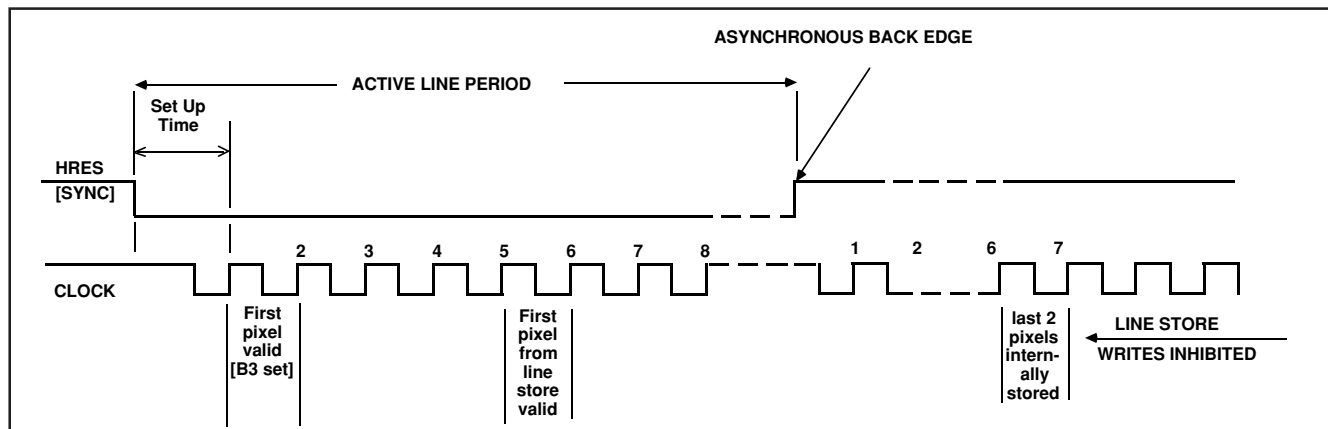 ASYNCHRONOUS BACK EDGE
ACTIVE LINE PERIOD
Set Up
Time
HRES
[SYNC]
2 3 4 5 6 7 8 1 2 6 7
CLOCK
First
pixel
valid
[B3 set]
First
pixel
from
line
store
valid
last 2
pixels
intern-
ally
stored
LINE STORE
WRITES INHIBITED